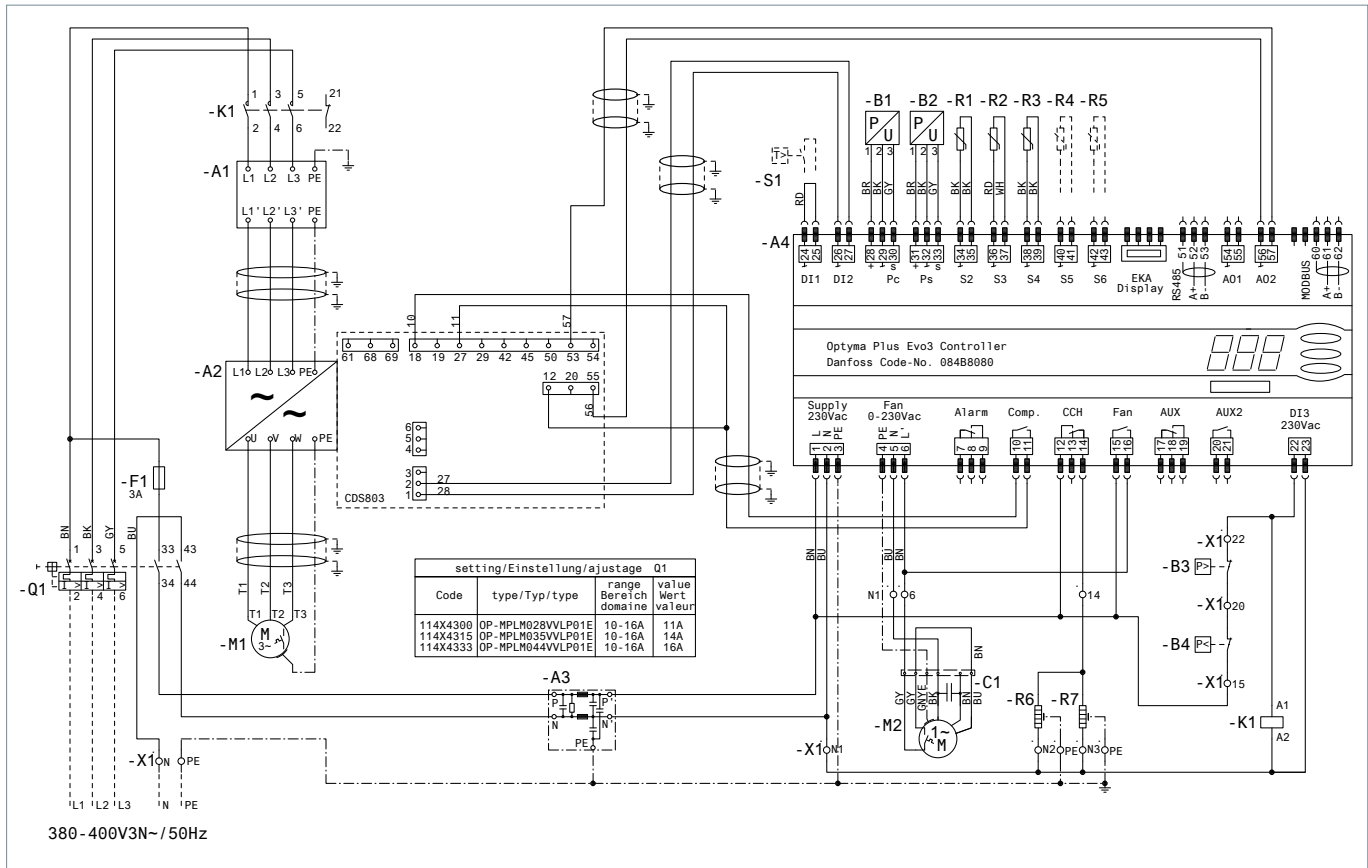 -K1
1 3 5 21
2 4 6 22
-A1
L1 L2 L3 PE
L1' L2' L3' PE
-A2
L1 L2 L3 PE
~
~
U V W PE
-F1
3A
BN BK GY BU
1 3 5 33 43
34 44
-Q1
I> I> I>
2 4 6
T1 T2 T3
T1 T2 T3
-M1
M
3~
-X1 N PE
L1 L2 L3 N PE
380-400V3N~/50Hz
10 11 57
61 68 69 18 19 27 29 42 45 50 53 54
12 20 55
56
6
5
4
3
2 27
1 28
CDS803
setting/Einstellung/ajustage Q1
Code type/Typ/type range Bereich domaine value Wert valeur
114X4300 OP-MPLM028VVLP01E 10-16A 11A
114X4315 OP-MPLM035VVLP01E 10-16A 14A
114X4333 OP-MPLM044VVLP01E 10-16A 16A
-A3
P P'
N N'
PE
-B1 -B2 -R1 -R2 -R3 -R4 -R5
P U P U
1 2 3 1 2 3
T>
-S1
RD BR BK GY BK BK GY BK BK RD WH BK BK
-A4
24 25 26 27 28 29 30 31 32 33 34 35 36 37 38 39 40 41 42 43 51 52 53 54 55 56 57 60 61 62
+ s + s
DI1 DI2 Pc Ps S2 S3 S4 S5 S6 EKA Display RS485 A+ B- AO1 AO2 MODBUS A+ B-
Optyma Plus Evo3 Controller
Danfoss Code-No. 084B8080
Supply 230Vac Fan 0-230Vac Alarm Comp. CCH Fan AUX AUX2 DI3 230Vac
L N PE PE N L'
1 2 3 4 5 6 7 8 9 10 11 12 13 14 15 16 17 18 19 20 21 22 23
BN BU BU BN
N1 6 14
BN
-C1
GY GY GNYE BK BN BU
-M2
1~
M
-X1 N1
-R6 -R7
N2 PE N3 PE
-X1 22
-B3 P>
-X1 20
-B4 P<
-X1 15
-K1
A1
A2